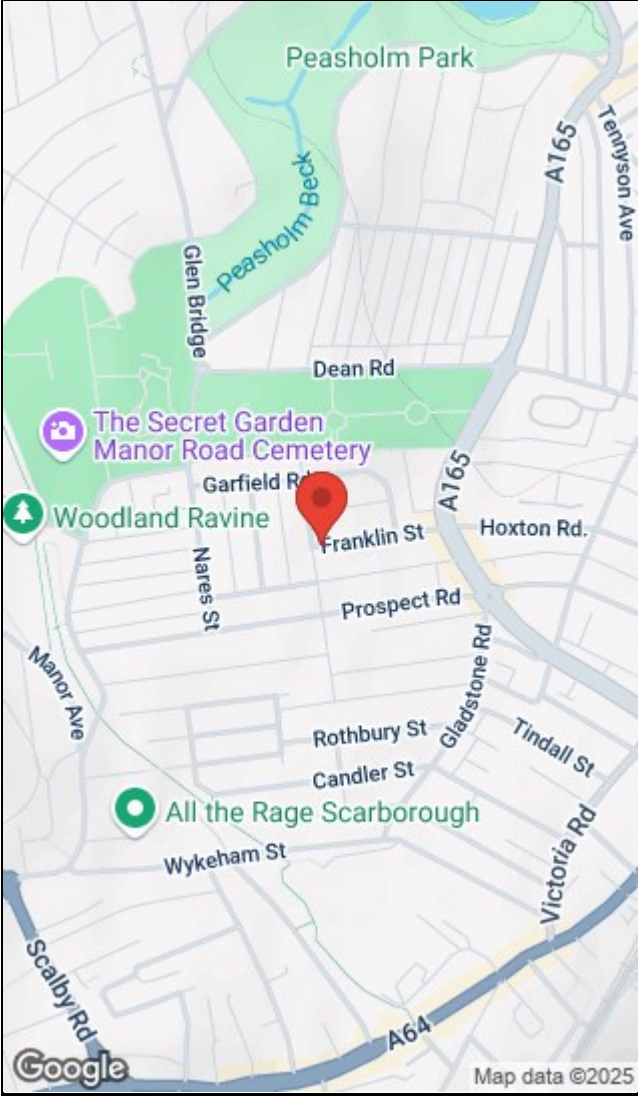 Peasholm Park
Tennyson Ave
A165
Peasholm Beck
Glen Bridge
Dean Rd
The Secret Garden
Manor Road Cemetery
A165
Garfield Rd
Woodland Ravine
Franklin St
Hoxton Rd.
Nares St
Prospect Rd
Manor Ave
Gladstone Rd
Rothbury St
Tindall St
Candler St
All the Rage Scarborough
Victoria Rd
Wykeham St
Scalby Rd
A64
Google
Map data ©2025